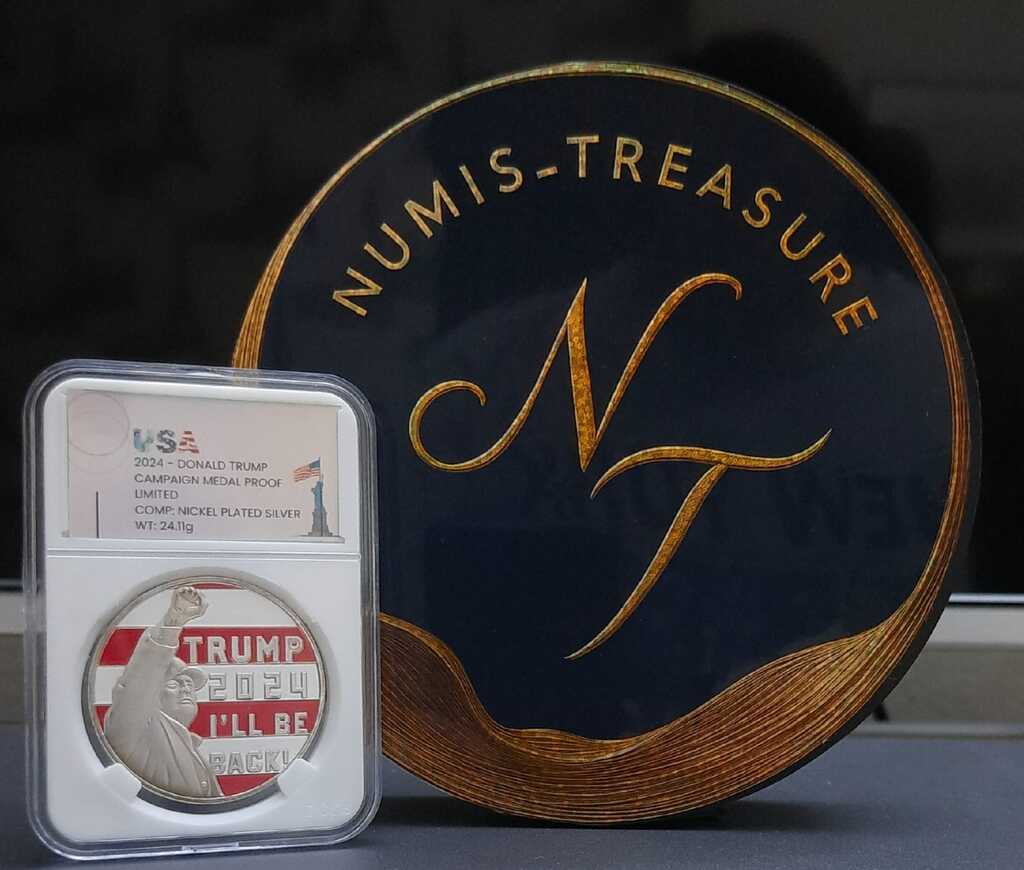 NUMIS-TREASURE
NT
USA
2024 - DONALD TRUMP
CAMPAIGN MEDAL PROOF
LIMITED
COMP: NICKEL PLATED SILVER
WT: 24.11g
TRUMP
2024
I'LL BE
BACK!